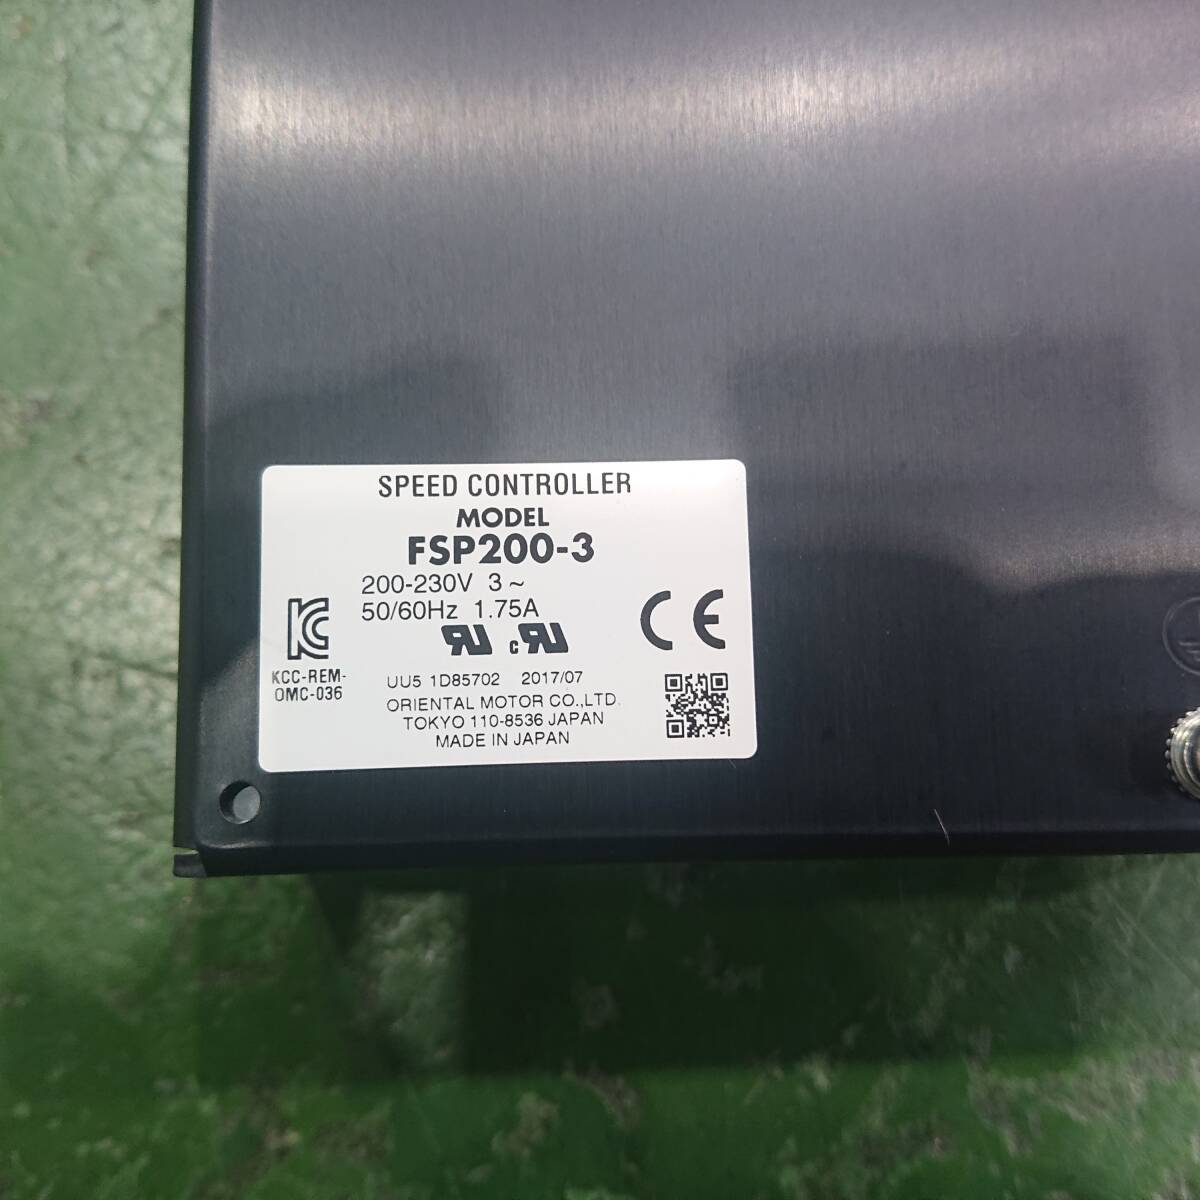 SPEED CONTROLLER
MODEL
FSP200-3
200-230V 3~
50/60Hz 1.75A
KCC-REM-
OMC-036
UU5 1D85702 2017/07
ORIENTAL MOTOR CO.,LTD.
TOKYO 110-8536 JAPAN
MADE IN JAPAN